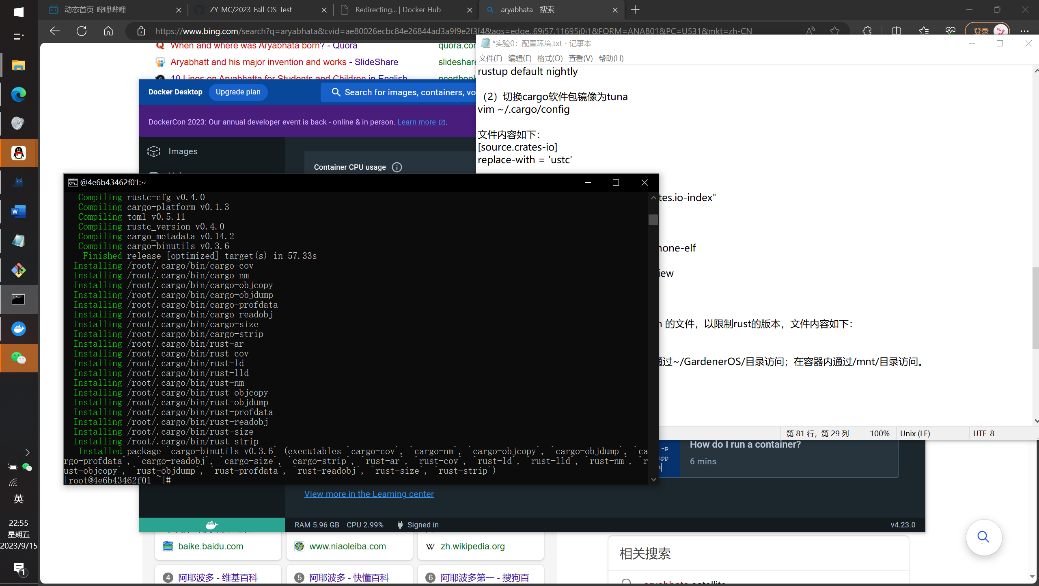 动态首页-哔哩哔哩
ZY-MC/2023_Fall_OS_Test
Redirecting... | Docker Hub
aryabhata - 搜索
https://www.bing.com/search?q=aryabhata&cvid=ae80026ecbc84e26844ad3a9f9e2f3f4&aqs=edge..69i57.11695j0j1&FORM=ANAB01&PC=U531&mkt=zh-CN
When and where was Aryabhata born? - Quora
quora.com
Aryabhatt and his major invention and works - SlideShare
slideshare
10 lines on Aryabhatta for Students and Children in English
*实验0:配置环境.txt - 记事本
文件(F) 编辑(E) 格式(O) 查看(V) 帮助(H)
rustup default nightly
（2）切换cargo软件包镜像为tuna
vim ~/.cargo/config
文件内容如下：
[source.crates-io]
replace-with = 'ustc'
tes.io-index"
none-elf
iew
的文件，以限制rust的版本，文件内容如下：
通过~/GardenerOS/目录访问；在容器内通过/mnt/目录访问。
第 81 行，第 29 列
100%
Unix (LF)
UTF-8
Docker Desktop
Upgrade plan
Search for images, containers, vo
DockerCon 2023: Our annual developer event is back - online & in person. Learn more
Images
Container CPU usage
@4e6b43462f01:~
Compiling rustc-cfg v0.4.0
Compiling cargo-platform v0.1.3
Compiling toml v0.5.11
Compiling rustc_version v0.4.0
Compiling cargo_metadata v0.14.2
Compiling cargo-binutils v0.3.6
Finished release [optimized] target(s) in 57.33s
Installing /root/.cargo/bin/cargo-cov
Installing /root/.cargo/bin/cargo-nm
Installing /root/.cargo/bin/cargo-objcopy
Installing /root/.cargo/bin/cargo-objdump
Installing /root/.cargo/bin/cargo-profdata
Installing /root/.cargo/bin/cargo-readobj
Installing /root/.cargo/bin/cargo-size
Installing /root/.cargo/bin/cargo-strip
Installing /root/.cargo/bin/rust-ar
Installing /root/.cargo/bin/rust-cov
Installing /root/.cargo/bin/rust-ld
Installing /root/.cargo/bin/rust-lld
Installing /root/.cargo/bin/rust-nm
Installing /root/.cargo/bin/rust-objcopy
Installing /root/.cargo/bin/rust-objdump
Installing /root/.cargo/bin/rust-profdata
Installing /root/.cargo/bin/rust-readobj
Installing /root/.cargo/bin/rust-size
Installing /root/.cargo/bin/rust-strip
Installed package `cargo-binutils v0.3.6` (executables `cargo-cov`, `cargo-nm`, `cargo-objcopy`, `cargo-objdump`, `ca
rgo-profdata`, `cargo-readobj`, `cargo-size`, `cargo-strip`, `rust-ar`, `rust-cov`, `rust-ld`, `rust-lld`, `rust-nm`, `r
ust-objcopy`, `rust-objdump`, `rust-profdata`, `rust-readobj`, `rust-size`, `rust-strip`)
[root@4e6b43462f01 ~]#
How do I run a container?
6 mins
View more in the Learning center
RAM 5.96 GB CPU 2.99% Signed in
v4.23.0
baike.baidu.com
www.niaoleiba.com
zh.wikipedia.org
4 阿耶波多 - 维基百科
5 阿耶波多 - 快懂百科
6 阿耶波多第一 - 搜狗百
相关搜索
aryabhata satellite
英
22:55
星期五
2023/9/15